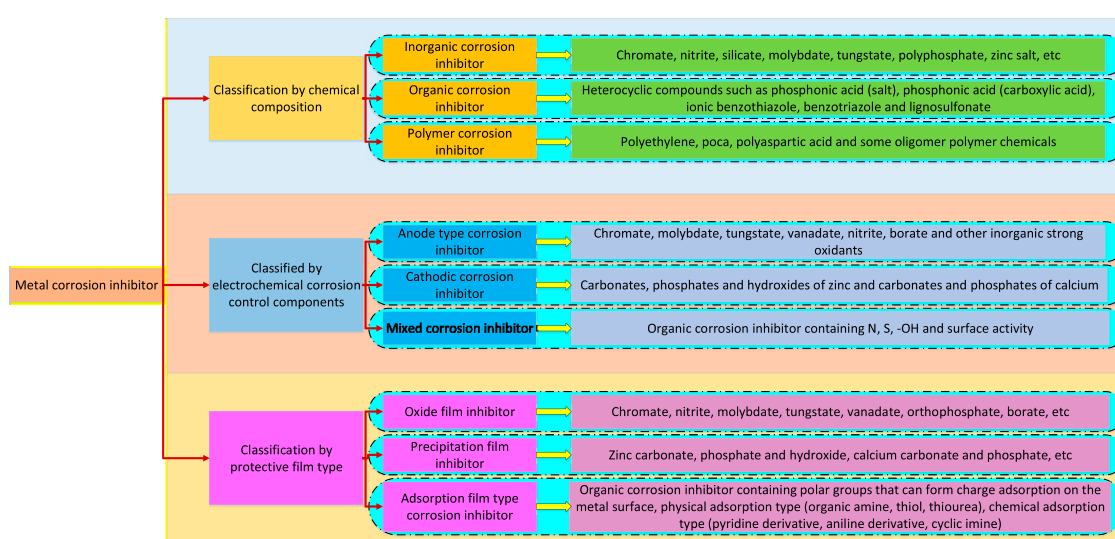 Metal corrosion inhibitor
Classification by chemical
composition
Inorganic corrosion
inhibitor
Chromate, nitrite, silicate, molybdate, tungstate, polyphosphate, zinc salt, etc
Organic corrosion
inhibitor
Heterocyclic compounds such as phosphonic acid (salt), phosphonic acid (carboxylic acid),
ionic benzothiazole, benzotriazole and lignosulfonate
Polymer corrosion
inhibitor
Polyethylene, poca, polyaspartic acid and some oligomer polymer chemicals
Classified by
electrochemical corrosion
control components
Anode type corrosion
inhibitor
Chromate, molybdate, tungstate, vanadate, nitrite, borate and other inorganic strong
oxidants
Cathodic corrosion
inhibitor
Carbonates, phosphates and hydroxides of zinc and carbonates and phosphates of calcium
Mixed corrosion inhibitor
Organic corrosion inhibitor containing N, S, -OH and surface activity
Classification by
protective film type
Oxide film inhibitor
Chromate, nitrite, molybdate, tungstate, vanadate, orthophosphate, borate, etc
Precipitation film
inhibitor
Zinc carbonate, phosphate and hydroxide, calcium carbonate and phosphate, etc
Adsorption film type
corrosion inhibitor
Organic corrosion inhibitor containing polar groups that can form charge adsorption on the
metal surface, physical adsorption type (organic amine, thiol, thiourea), chemical adsorption
type (pyridine derivative, aniline derivative, cyclic imine)